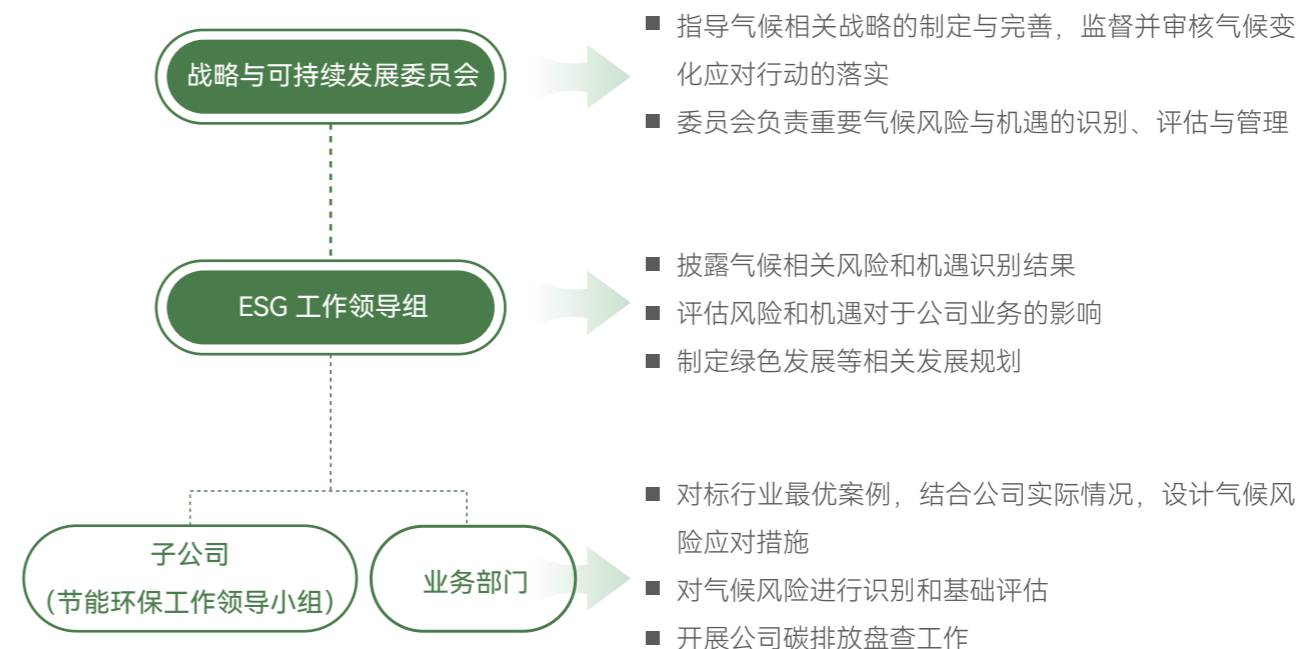 战略与可持续发展委员会
■ 指导气候相关战略的制定与完善，监督并审核气候变
化应对行动的落实
■ 委员会负责重要气候风险与机遇的识别、评估与管理
ESG 工作领导组
■ 披露气候相关风险和机遇识别结果
■ 评估风险和机遇对于公司业务的影响
■ 制定绿色发展等相关发展规划
子公司
（节能环保工作领导小组）
业务部门
■ 对标行业最优案例，结合公司实际情况，设计气候风
险应对措施
■ 对气候风险进行识别和基础评估
■ 开展公司碳排放盘查工作